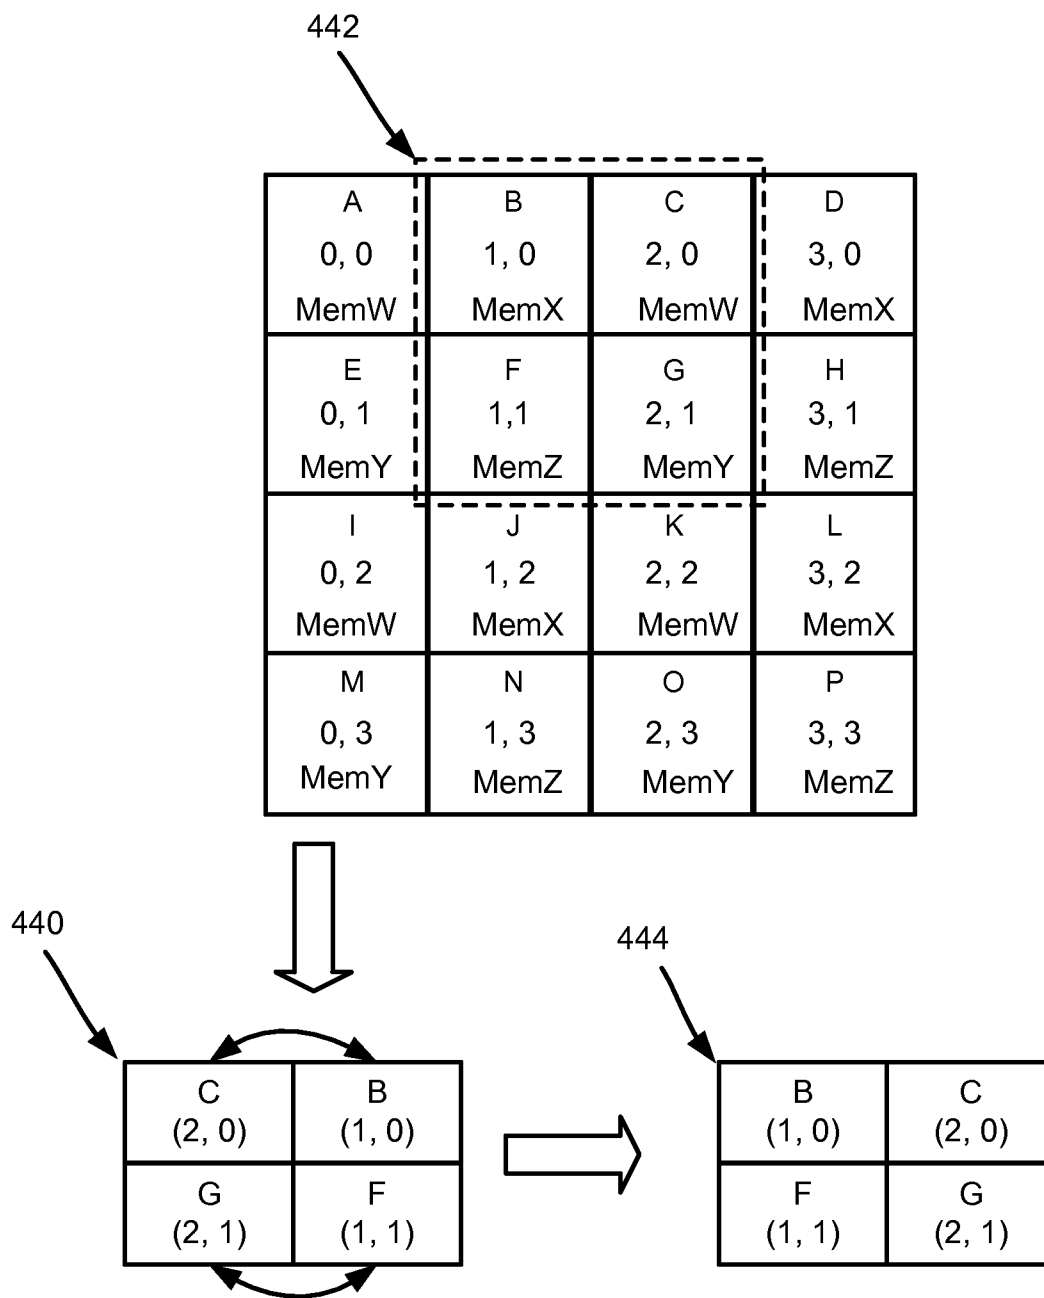 442
A B C D
0, 0 1, 0 2, 0 3, 0
MemW MemX MemW MemX
E F G H
0, 1 1,1 2, 1 3, 1
MemY MemZ MemY MemZ
I J K L
0, 2 1, 2 2, 2 3, 2
MemW MemX MemW MemX
M N O P
0, 3 1, 3 2, 3 3, 3
MemY MemZ MemY MemZ
440
444
C B
(2, 0) (1, 0)
G F
(2, 1) (1, 1)
B C
(1, 0) (2, 0)
F G
(1, 1) (2, 1)